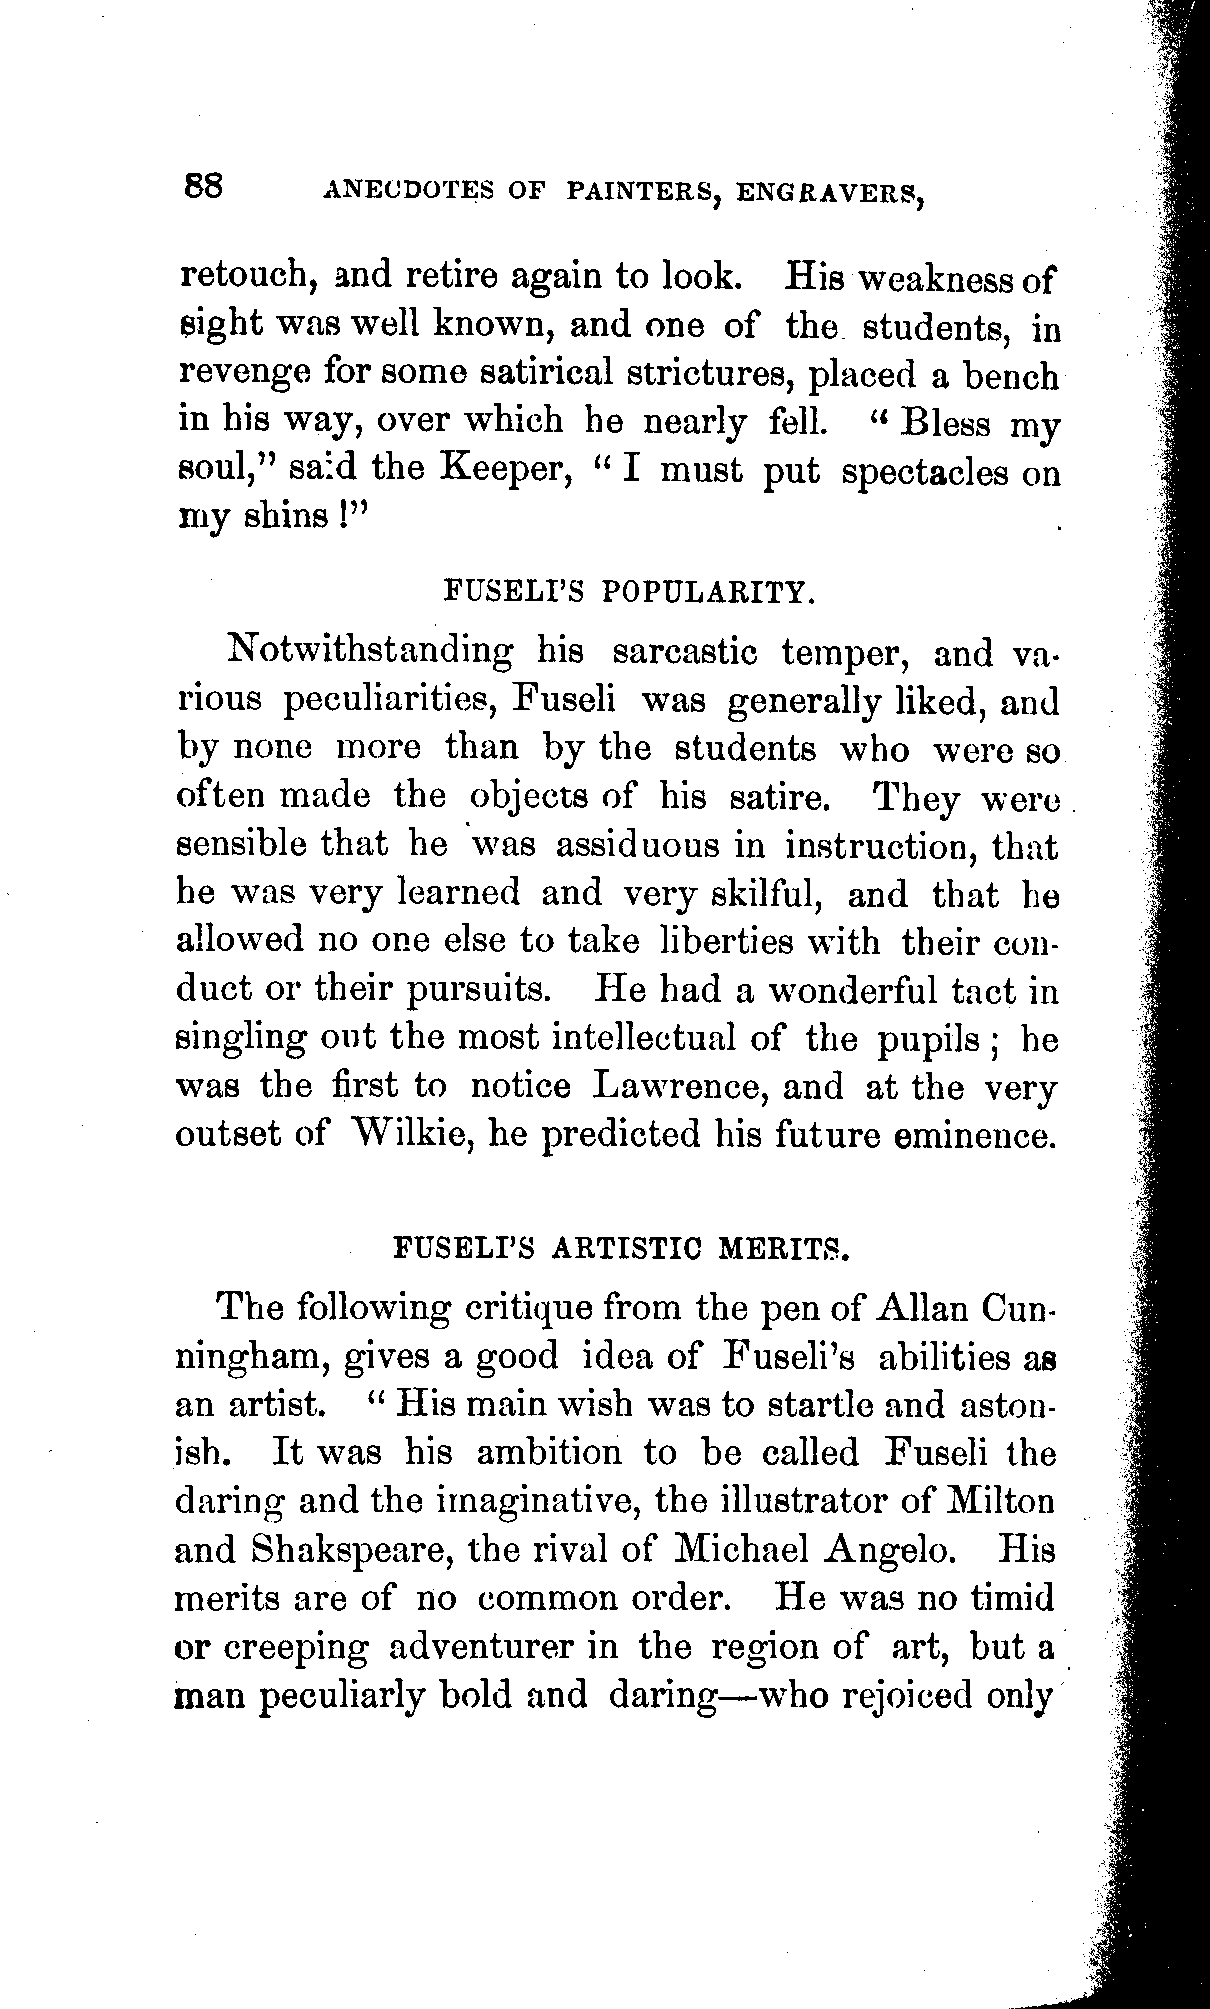 88 ANECDOTES OF PAINTERS, ENGRAVERS,
retouch, and retire again to look. His weakness of
sight was well known, and one of the students, in
revenge for some satirical strictures, placed a bench
in his way, over which he nearly fell. “ Bless my
soul,” said the Keeper, “ I must put spectacles on
my shins !”
FUSELI’S POPULARITY.
Notwithstanding his sarcastic temper, and va-
rious peculiarities, Fuseli was generally liked, and
by none more than by the students who were so
often made the objects of his satire. They were
sensible that he was assiduous in instruction, that
he was very learned and very skilful, and that he
allowed no one else to take liberties with their con-
duct or their pursuits. He had a wonderful tact in
singling out the most intellectual of the pupils ; he
was the first to notice Lawrence, and at the very
outset of Wilkie, he predicted his future eminence.
FUSELI’S ARTISTIC MERITS.
The following critique from the pen of Allan Cun-
ningham, gives a good idea of Fuseli’s abilities as
an artist. “ His main wish was to startle and aston-
ish. It was his ambition to be called Fuseli the
daring and the imaginative, the illustrator of Milton
and Shakspeare, the rival of Michael Angelo. His
merits are of no common order. He was no timid
or creeping adventurer in the region of art, but a
man peculiarly bold and daring—who rejoiced only